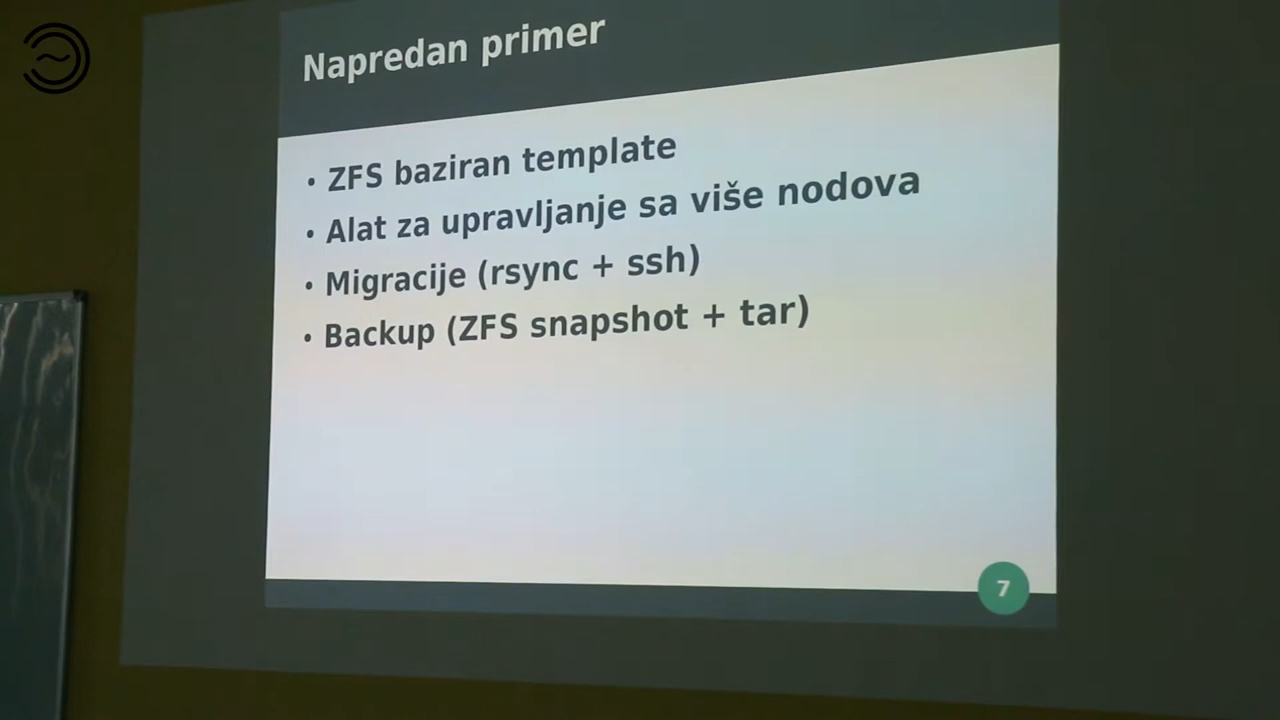 Napredan primer
• ZFS baziran template
• Alat za upravljanje sa više nodova
• Migracije (rsync + ssh)
• Backup (ZFS snapshot + tar)
7